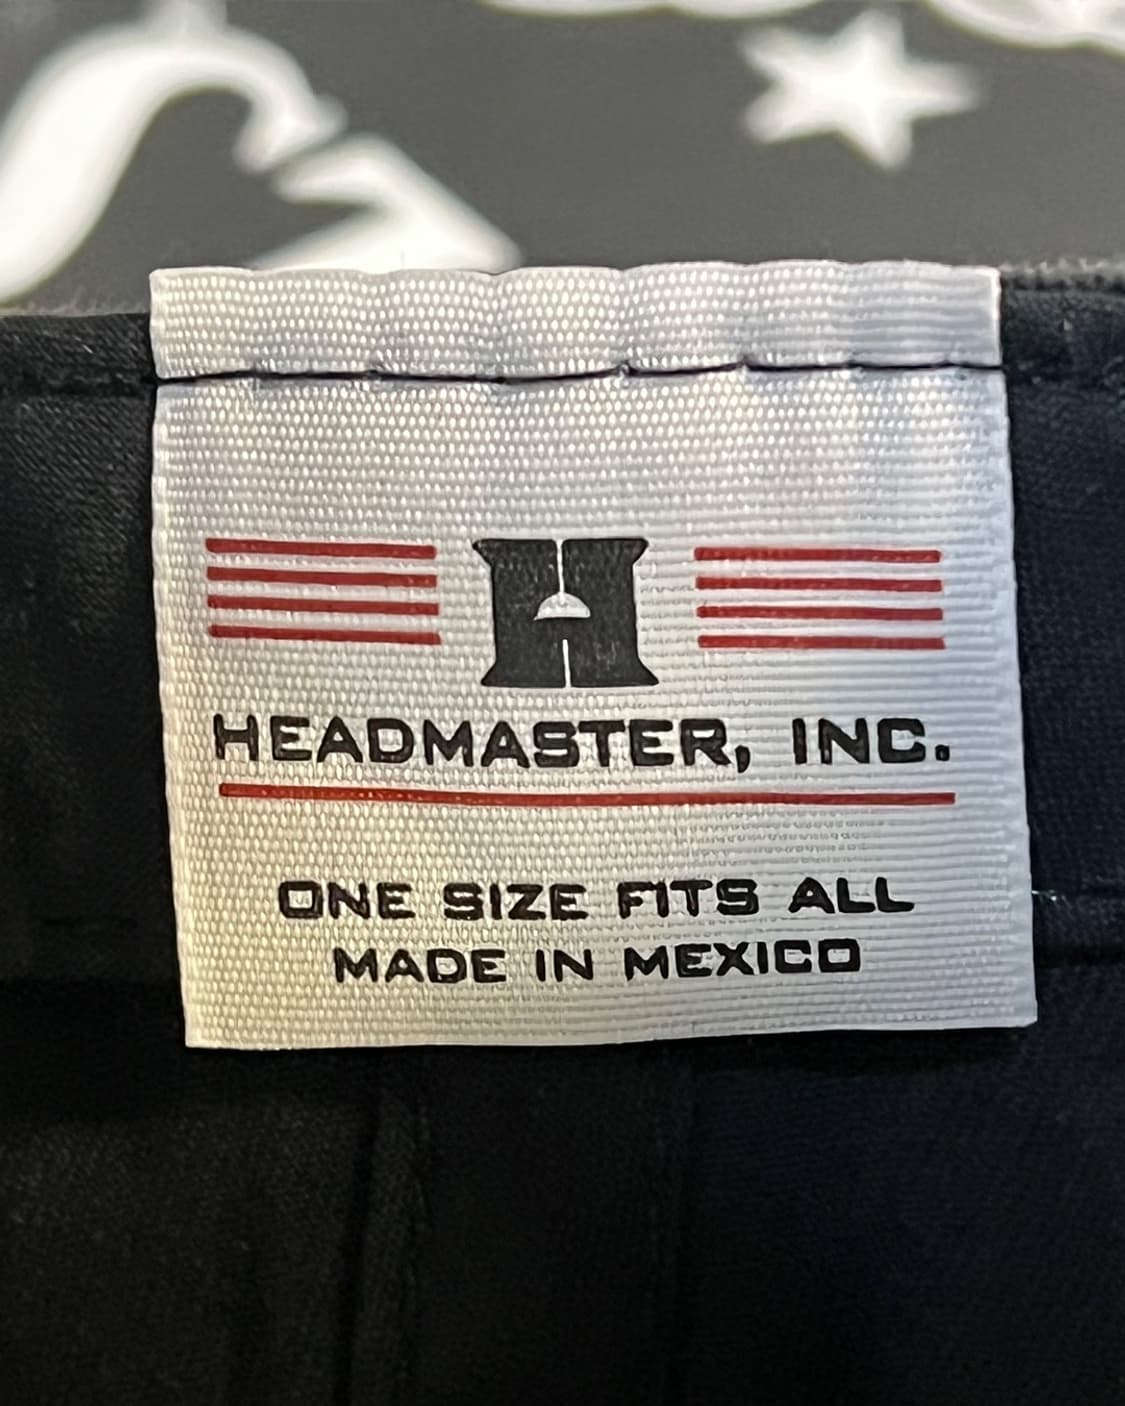 H
HEADMASTER, INC.
ONE SIZE FITS ALL
MADE IN MEXICO